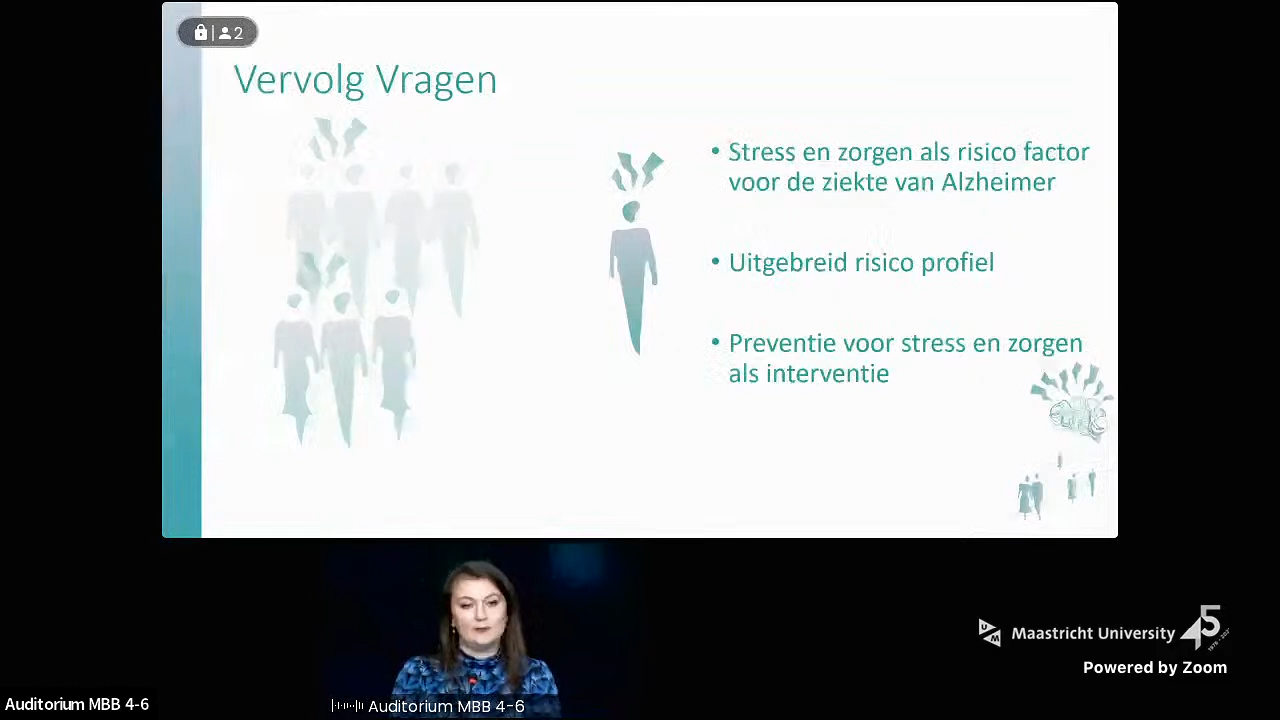 2
Vervolg Vragen
• Stress en zorgen als risico factor
voor de ziekte van Alzheimer
• Uitgebreid risico profiel
• Preventie voor stress en zorgen
als interventie
Maastricht University 45
Powered by Zoom
Auditorium MBB 4-6
Auditorium MBB 4-6